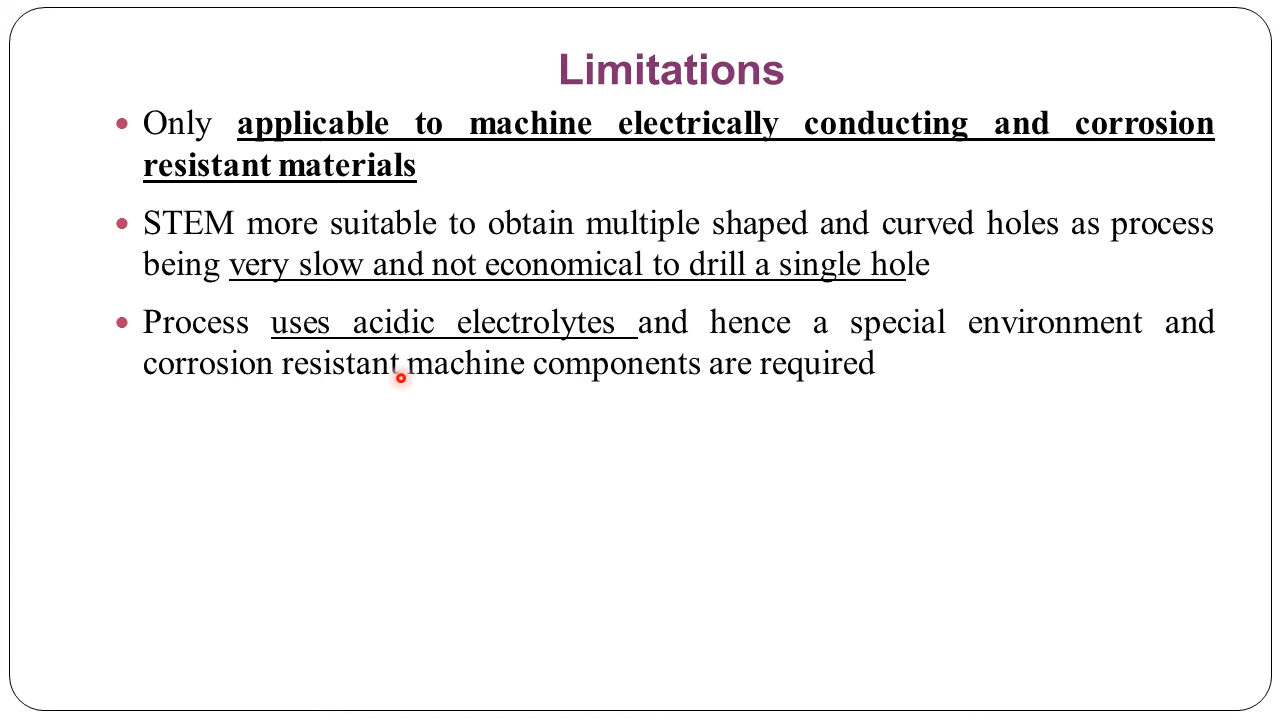 Limitations
Only applicable to machine electrically conducting and corrosion
resistant materials
STEM more suitable to obtain multiple shaped and curved holes as process
being very slow and not economical to drill a single hole
Process uses acidic electrolytes and hence a special environment and
corrosion resistant machine components are required